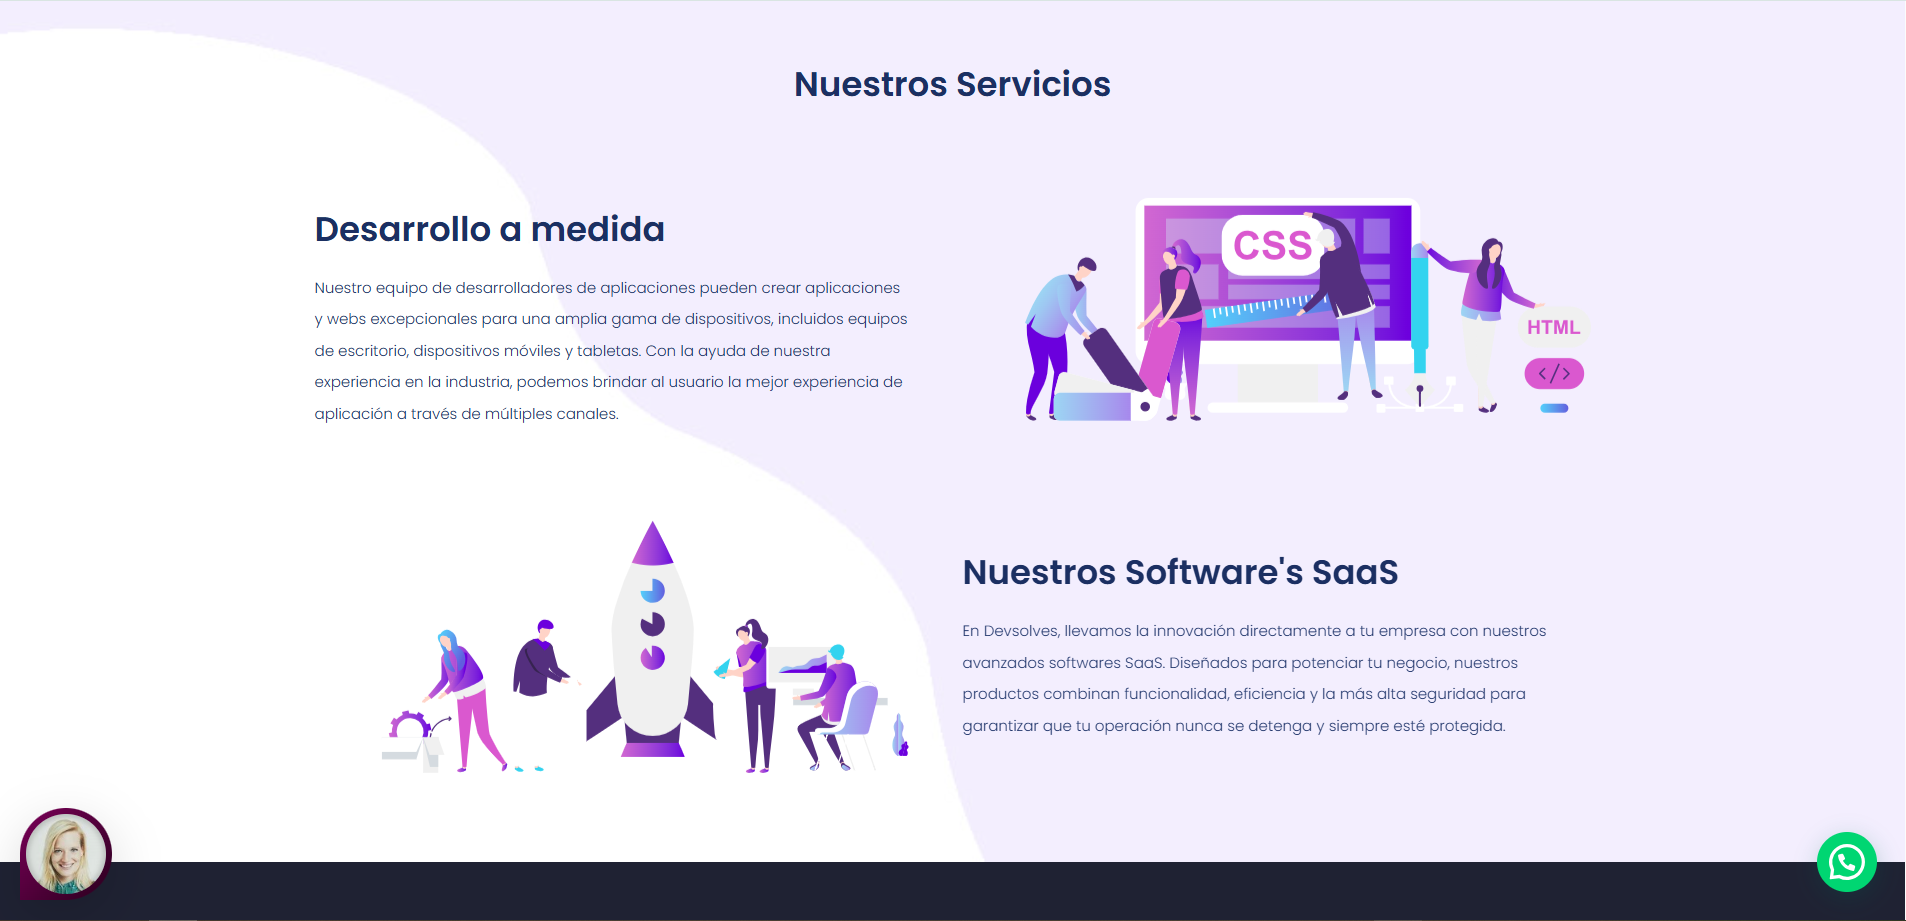 Nuestros Servicios
Desarrollo a medida
Nuestro equipo de desarrolladores de aplicaciones pueden crear aplicaciones
y webs excepcionales para una amplia gama de dispositivos, incluidos equipos
de escritorio, dispositivos móviles y tabletas. Con la ayuda de nuestra
experiencia en la industria, podemos brindar al usuario la mejor experiencia de
aplicación a través de múltiples canales.
CSS
HTML
</>
Nuestros Software's SaaS
En Devsolves, llevamos la innovación directamente a tu empresa con nuestros
avanzados softwares SaaS. Diseñados para potenciar tu negocio, nuestros
productos combinan funcionalidad, eficiencia y la más alta seguridad para
garantizar que tu operación nunca se detenga y siempre esté protegida.